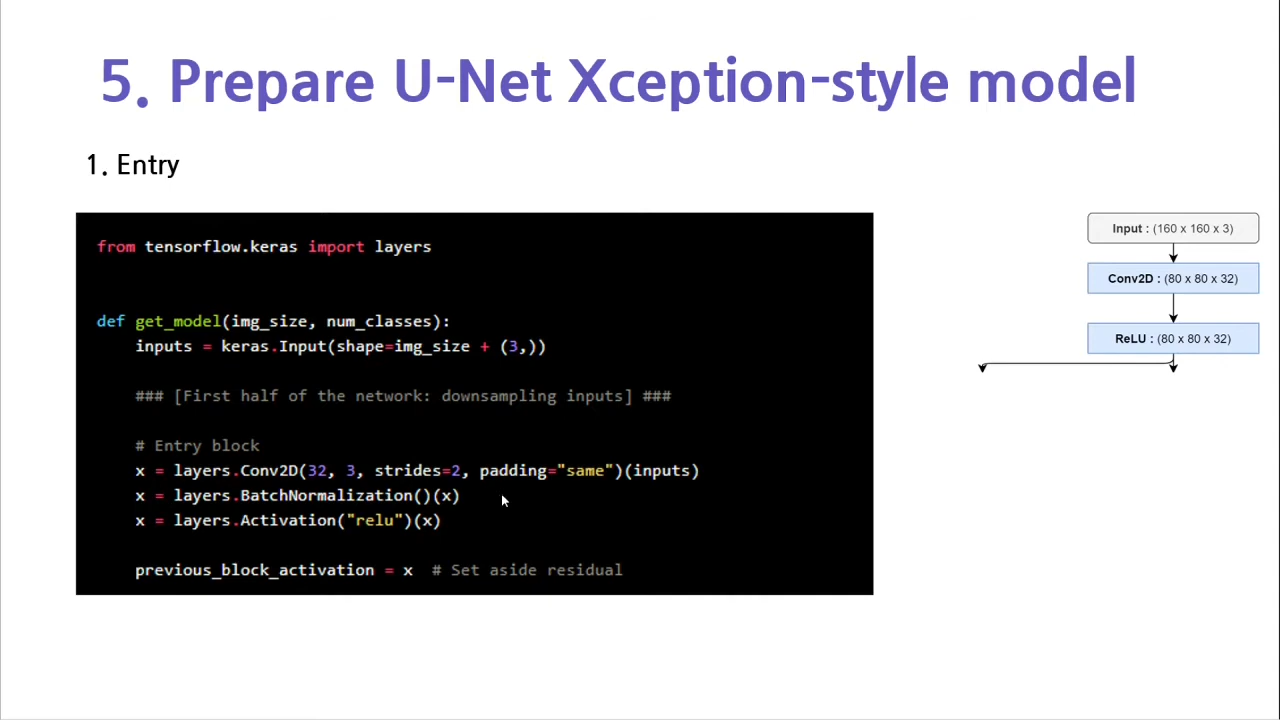 5. Prepare U-Net Xception-style model
1. Entry
from tensorflow.keras import layers
def get_model(img_size, num_classes):
inputs = keras.Input(shape=img_size + (3,))
### [First half of the network: downsampling inputs] ###
# Entry block
x = layers.Conv2D(32, 3, strides=2, padding="same")(inputs)
x = layers.BatchNormalization()(x)
x = layers.Activation("relu")(x)
previous_block_activation = x  # Set aside residual
Input : (160 x 160 x 3)
Conv2D : (80 x 80 x 32)
ReLU : (80 x 80 x 32)